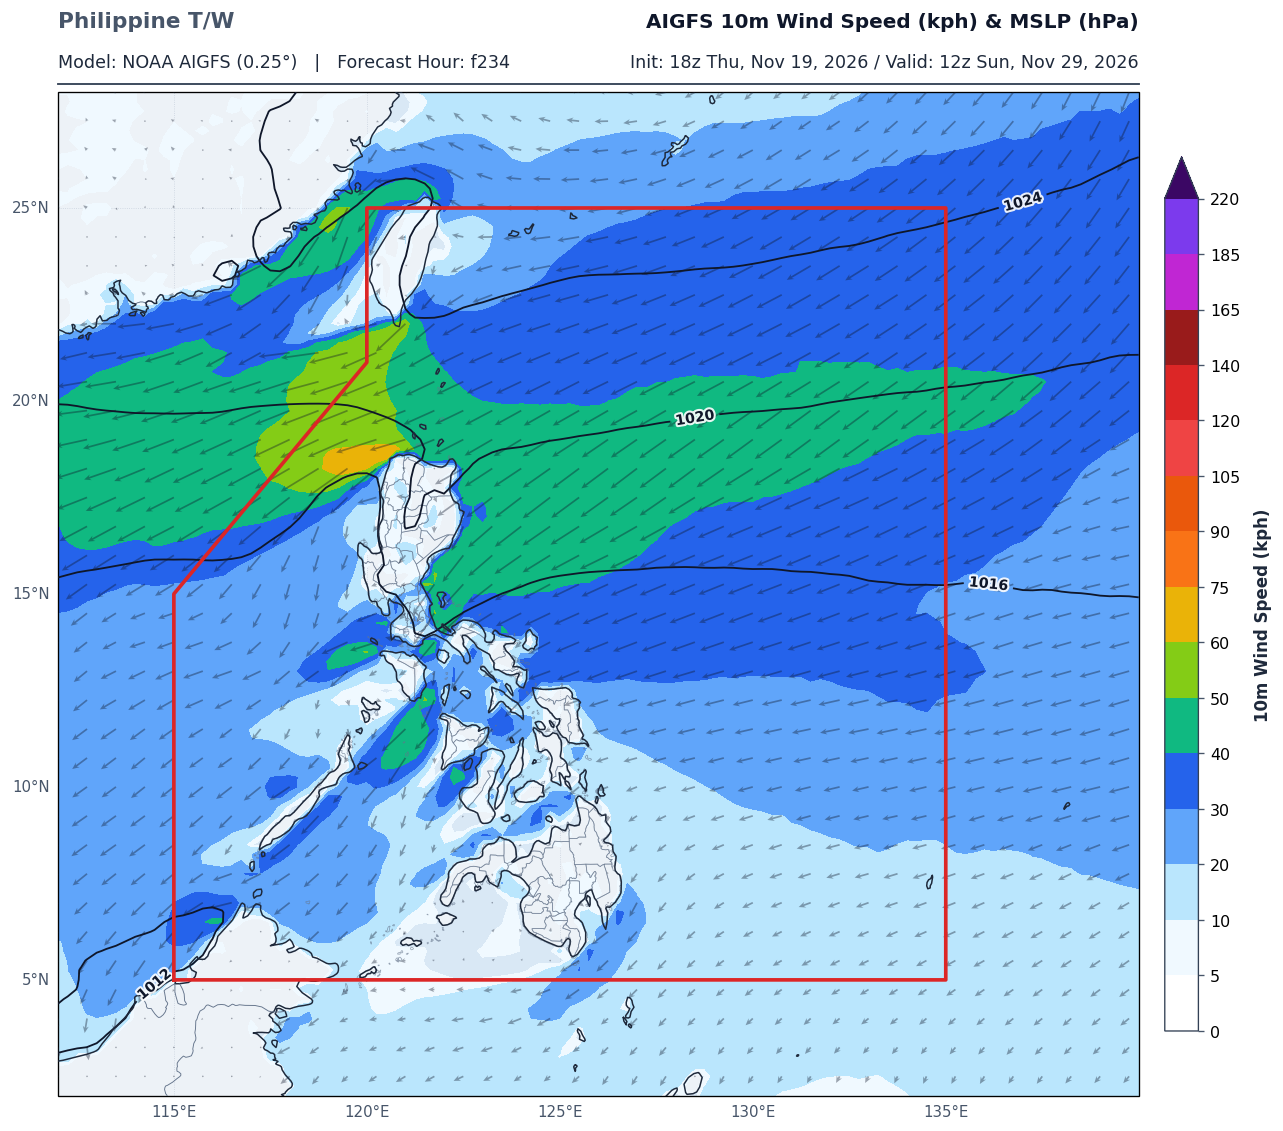 Philippine T/W
AIGFS 10m Wind Speed (kph) & MSLP (hPa)
Model: NOAA AIGFS (0.25°) | Forecast Hour: f234
Init: 18z Thu, Nov 19, 2026 / Valid: 12z Sun, Nov 29, 2026
25°N
20°N
15°N
10°N
5°N
115°E
120°E
125°E
130°E
135°E
1024
1020
1016
1012
220
185
165
140
120
105
90
75
60
50
40
30
20
10
5
0
10m Wind Speed (kph)